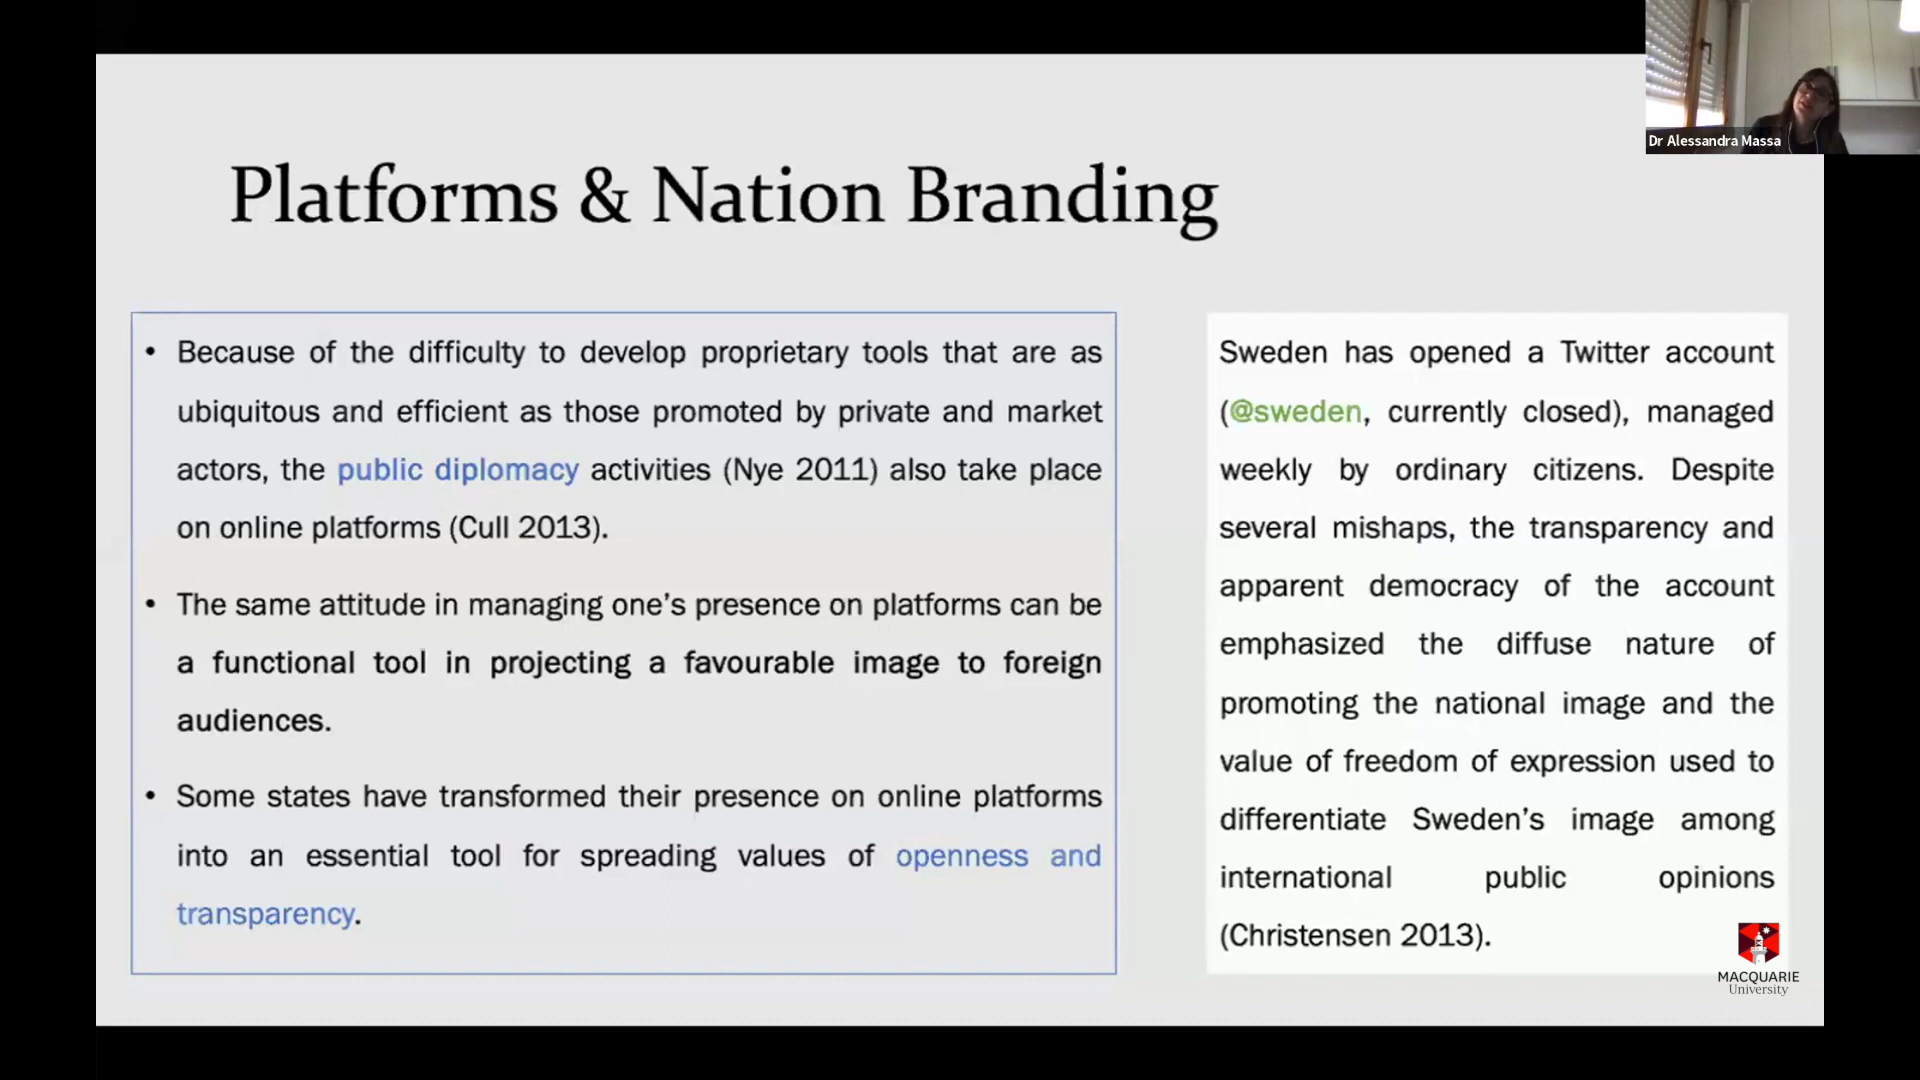 Dr Alessandra Massa
Platforms & Nation Branding
• Because of the difficulty to develop proprietary tools that are as
ubiquitous and efficient as those promoted by private and market
actors, the public diplomacy activities (Nye 2011) also take place
on online platforms (Cull 2013).
• The same attitude in managing one's presence on platforms can be
a functional tool in projecting a favourable image to foreign
audiences.
• Some states have transformed their presence on online platforms
into an essential tool for spreading values of openness and
transparency.
Sweden has opened a Twitter account
(@sweden, currently closed), managed
weekly by ordinary citizens. Despite
several mishaps, the transparency and
apparent democracy of the account
emphasized the diffuse nature of
promoting the national image and the
value of freedom of expression used to
differentiate Sweden's image among
international public opinions
(Christensen 2013).
MACQUARIE
University